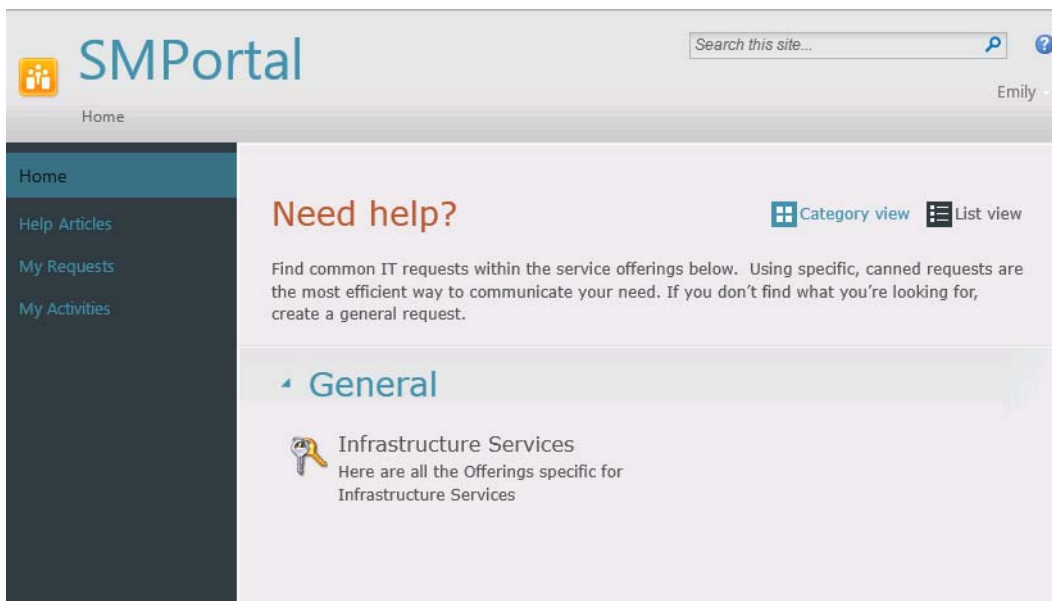 SMPortal
Search this site...
?
Emily
Home
Home
Help Articles
My Requests
My Activities
Need help?
Category view
List view
Find common IT requests within the service offerings below. Using specific, canned requests are
the most efficient way to communicate your need. If you don't find what you're looking for,
create a general request.
General
Infrastructure Services
Here are all the Offerings specific for
Infrastructure Services